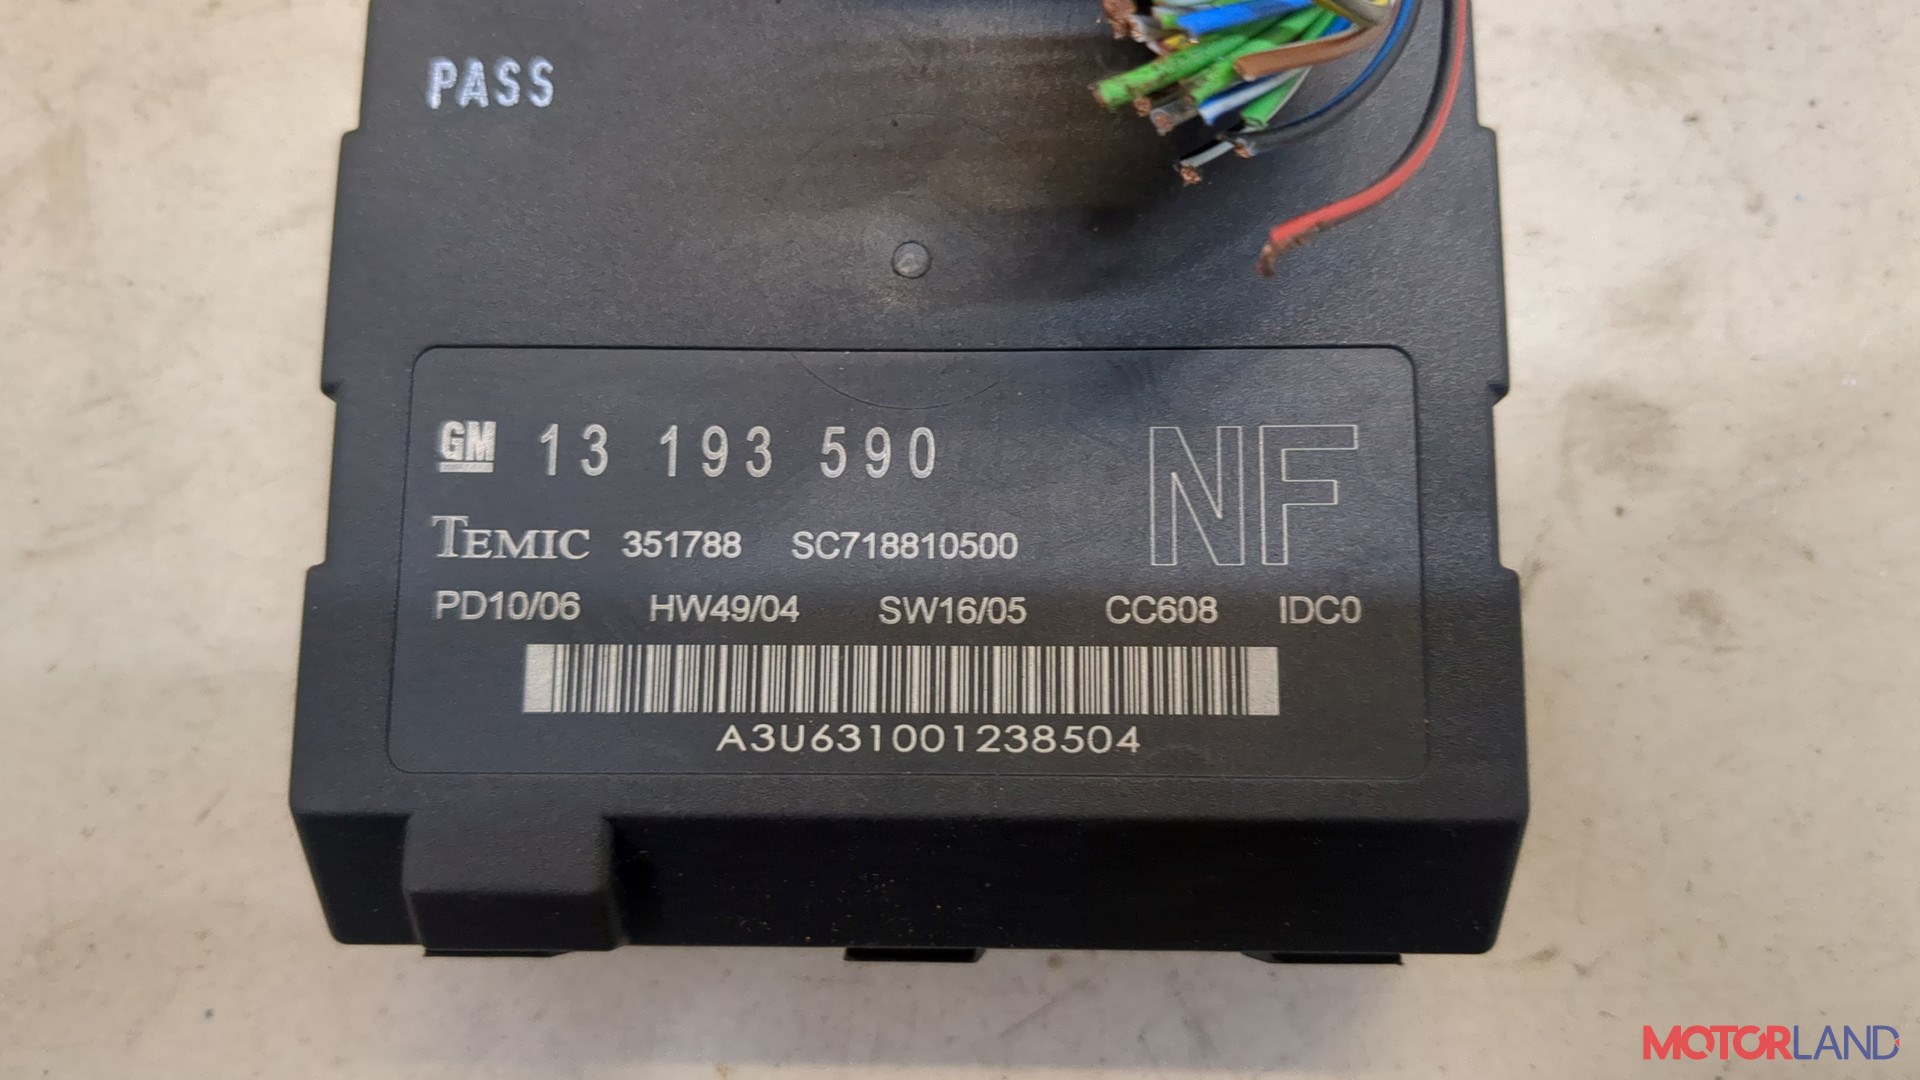 PASS
GM 13 193 590 NF
TEMIC 351788 SC718810500
PD10/06 HW49/04 SW16/05 CC608 IDC0
A3U631001238504
MOTORLAND